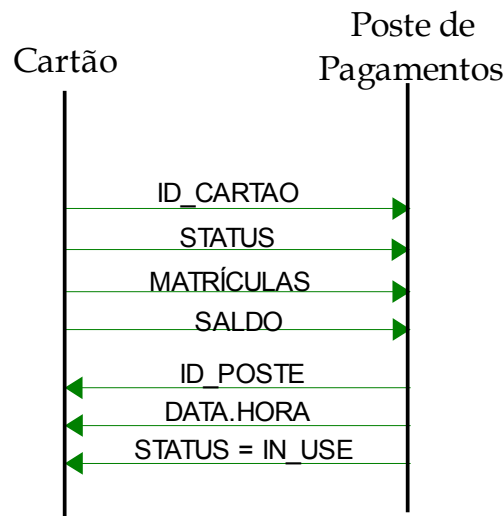 Cartão
Poste de
Pagamentos
ID_CARTAO
STATUS
MATRÍCULAS
SALDO
ID_POSTE
DATA.HORA
STATUS = IN_USE